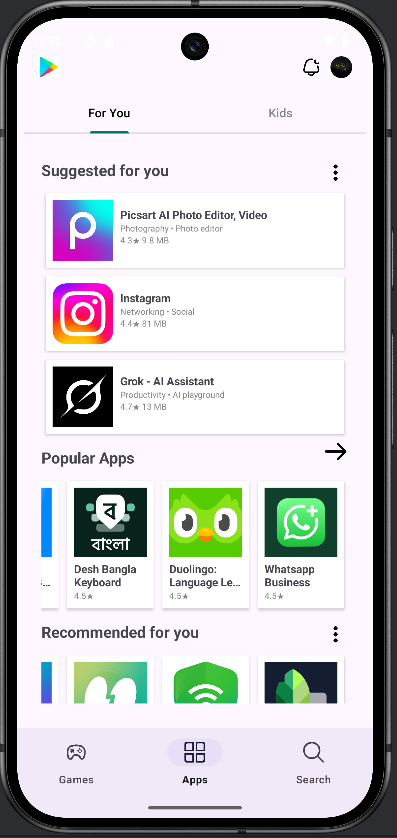 For You
Kids
Suggested for you
Picsart AI Photo Editor, Video
Photography • Photo editor
4.3★ 9.8 MB
Instagram
Networking • Social
4.4★ 81 MB
Grok - AI Assistant
Productivity • AI playground
4.7★ 13 MB
Popular Apps
বাংলা
S...
Desh Bangla
Keyboard
4.5★
Duolingo:
Language Le...
4.5★
Whatsapp
Business
4.5★
Recommended for you
Games
Apps
Search